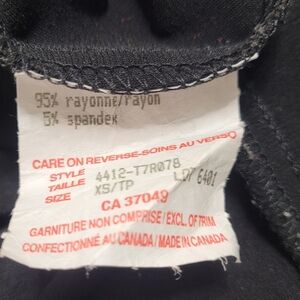 95% rayonne/rayon
5% spandex
CARE ON REVERSE-SOINS AU VERSO
STYLE 4412-T7R078
TAILLE
SIZE XS/TP 6401
CA 37049
GARNITURE NON COMPRISE/EXCL. OF TRIM
CONFECTIONNÉ AU CANADA/MADE IN CANADA